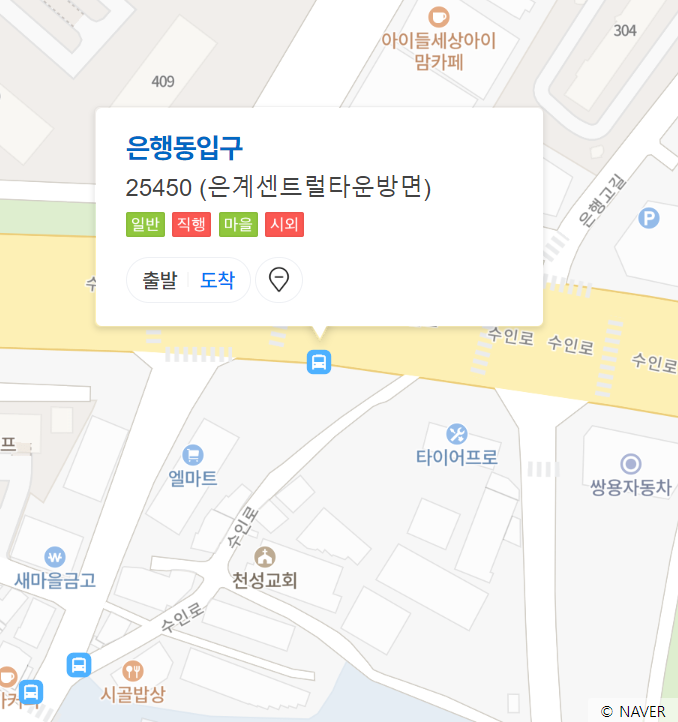 304
아이들세상아이
맘카페
409
은행동입구
25450 (은계센트럴타운방면)
일반 직행 마을 시외
출발 도착
은행고길
P
수인로 수인로 수인로
타이어프로
쌍용자동차
엘마트
프
수인로
새마을금고
천성교회
수인로
시골밥상
© NAVER